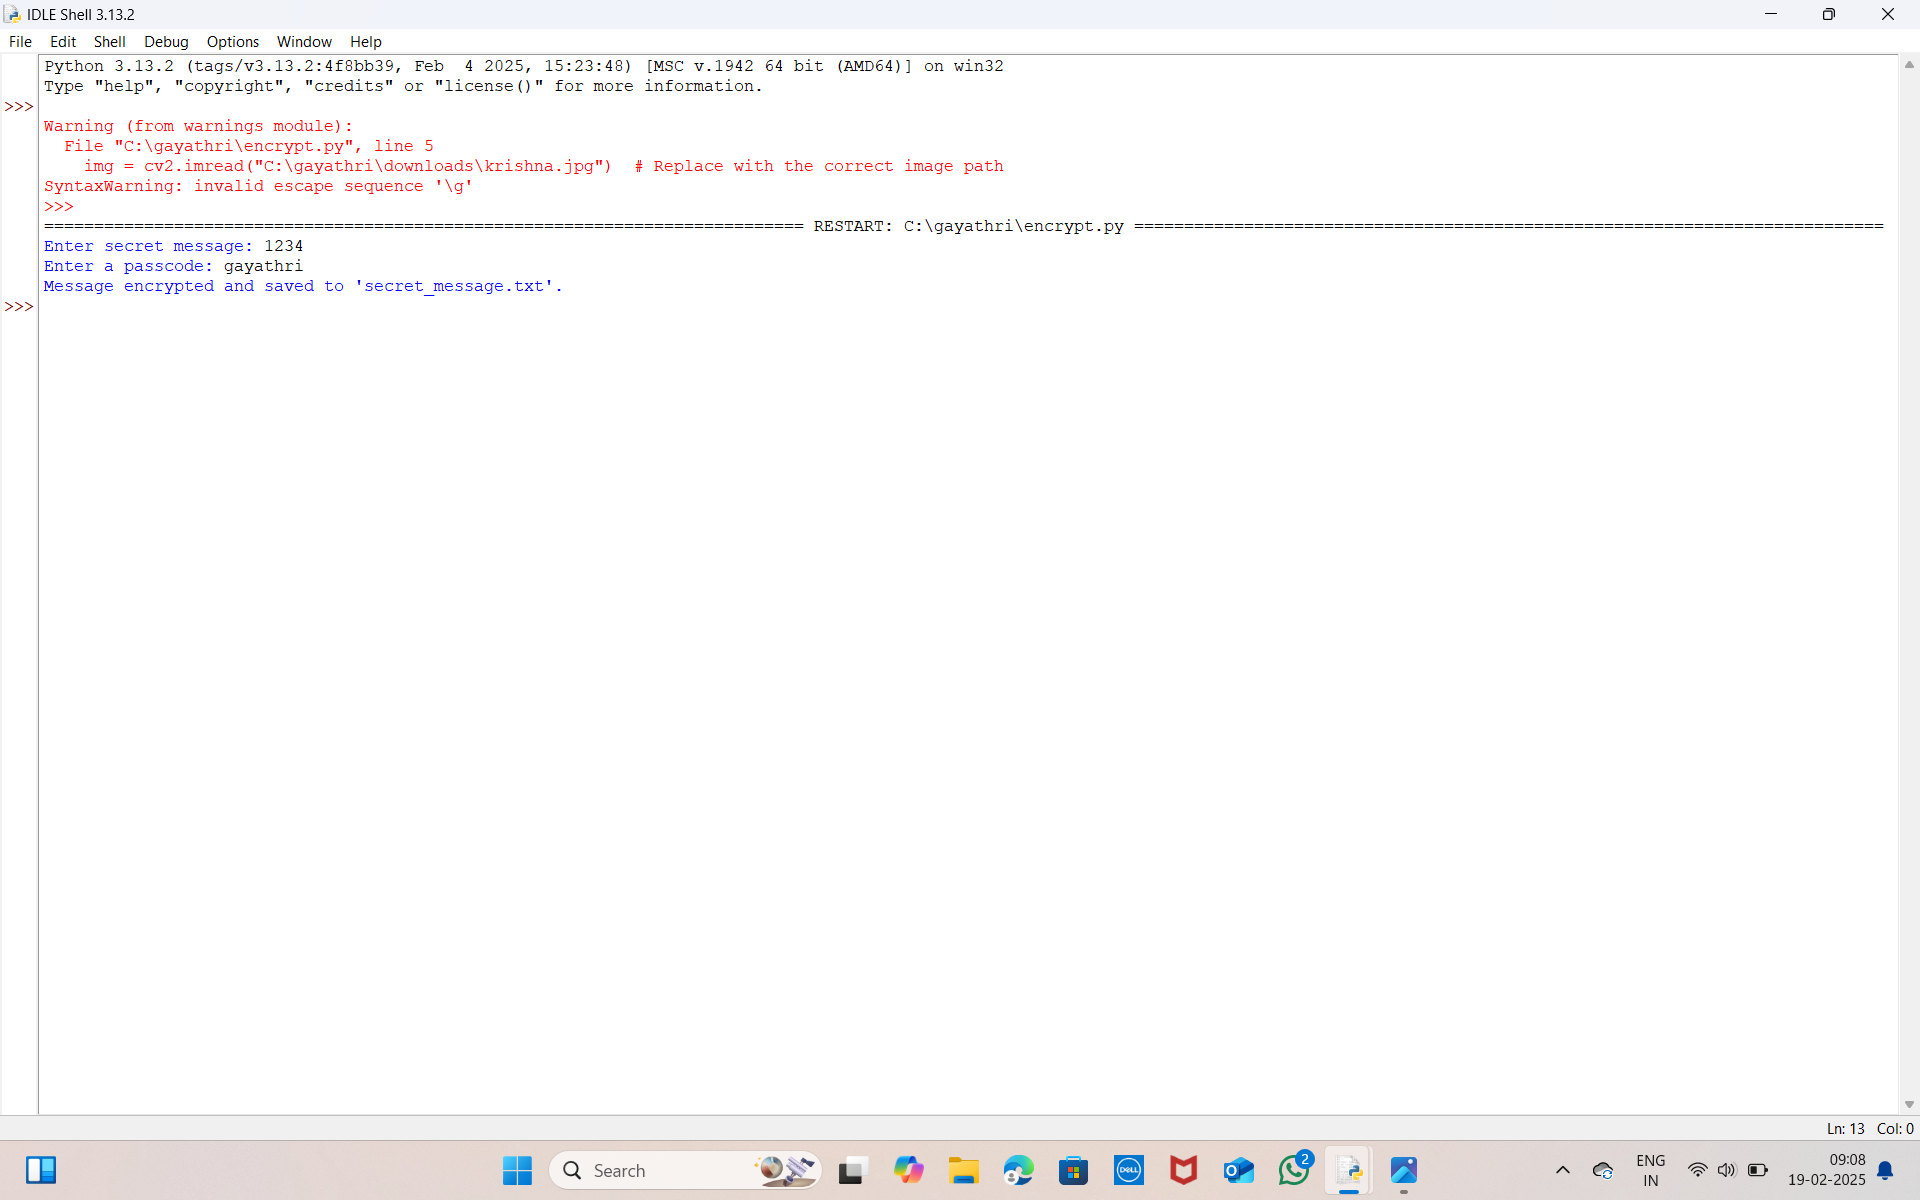 IDLE Shell 3.13.2
File Edit Shell Debug Options Window Help
Python 3.13.2 (tags/v3.13.2:4f8bb39, Feb  4 2025, 15:23:48) [MSC v.1942 64 bit (AMD64)] on win32
Type "help", "copyright", "credits" or "license()" for more information.
>>>
Warning (from warnings module):
  File "C:\gayathri\encrypt.py", line 5
    img = cv2.imread("C:\gayathri\downloads\krishna.jpg")  # Replace with the correct image path
SyntaxWarning: invalid escape sequence '\g'
>>>
============================================================================ RESTART: C:\gayathri\encrypt.py ===========================================================================
Enter secret message: 1234
Enter a passcode: gayathri
Message encrypted and saved to 'secret_message.txt'.
>>>
Ln: 13 Col: 0
Search
DELL
2
ENG
IN
09:08
19-02-2025